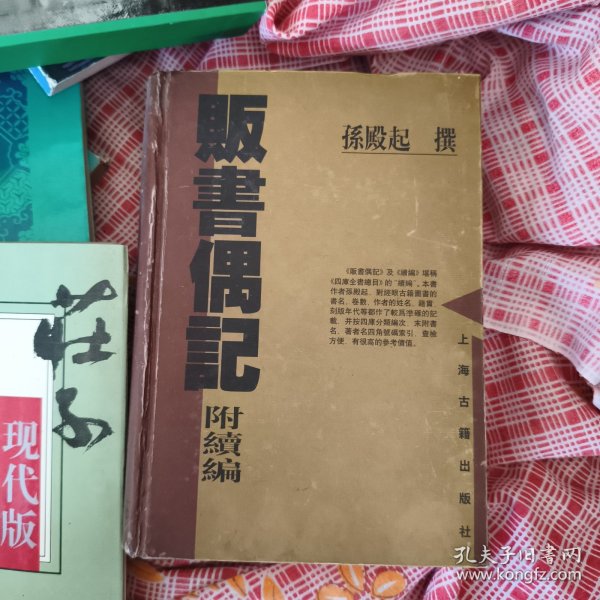 販書偶記
附續編
孫殿起 撰
《販書偶記》及《續編》堪稱
《四庫全書總目》的“續編”。本書
作者孫殿起，對經眼古籍圖書的
書名、卷數、作者的姓名、籍貫、
刻版年代等都作了較爲準確的記
載，并按四庫分類編次，末附書
名、著者名四角號碼索引，查檢
方便，有很高的參考價值。
上海古籍出版社
莊子
现代版
孔夫子旧书网
www.kongfz.com